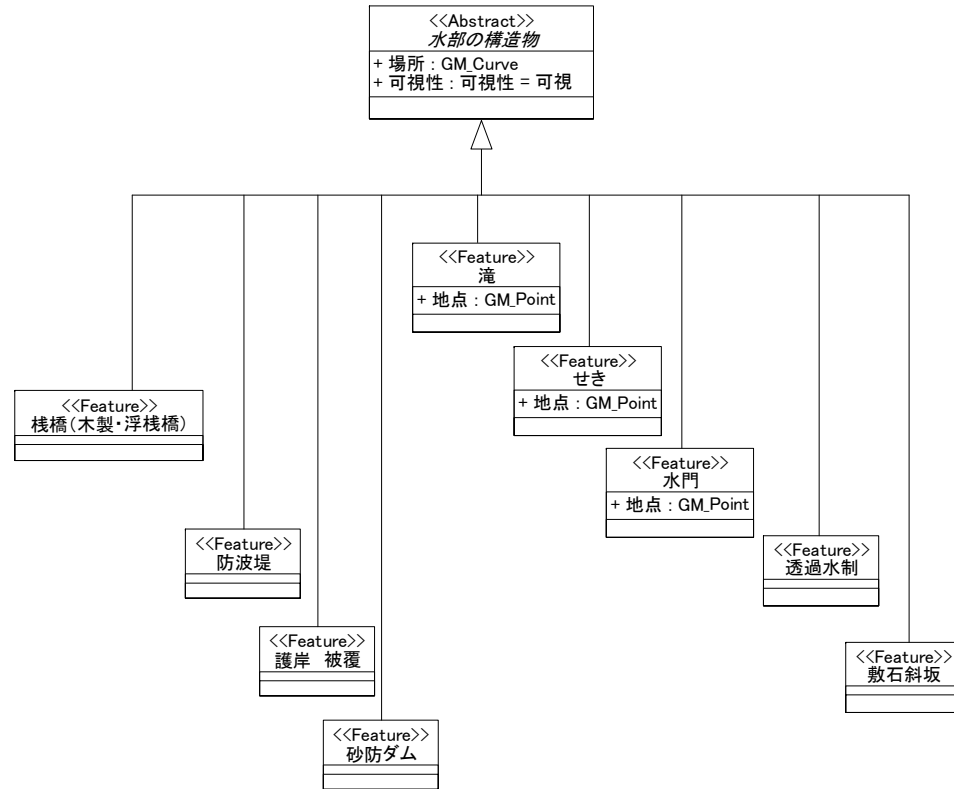 <<Abstract>>
水部の構造物
+ 場所 : GM_Curve
+ 可視性 : 可視性 = 可視
<<Feature>>
滝
+ 地点 : GM_Point
<<Feature>>
せき
+ 地点 : GM_Point
<<Feature>>
桟橋(木製・浮桟橋)
<<Feature>>
水門
+ 地点 : GM_Point
<<Feature>>
防波堤
<<Feature>>
透過水制
<<Feature>>
護岸　被覆
<<Feature>>
敷石斜坂
<<Feature>>
砂防ダム